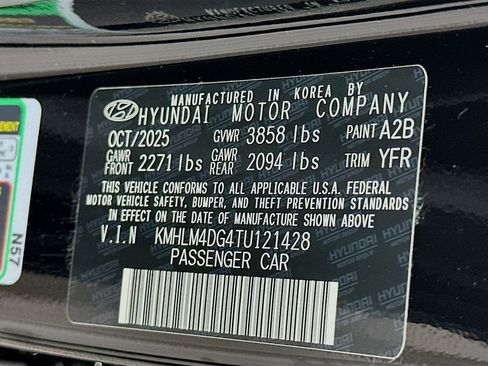 MANUFACTURED IN KOREA BY
HYUNDAI MOTOR COMPANY
OCT/2025 GVWR 3858 lbs PAINT A2B
GAWR FRONT 2271 lbs GAWR REAR 2094 lbs TRIM YFR
THIS VEHICLE CONFORMS TO ALL APPLICABLE U.S.A. FEDERAL
MOTOR VEHICLE SAFETY, BUMPER, AND THEFT PREVENTION STANDARDS
IN EFFECT ON THE DATE OF MANUFACTURE SHOWN ABOVE.
V.I.N KMHLM4DG4TU121428
PASSENGER CAR
N57